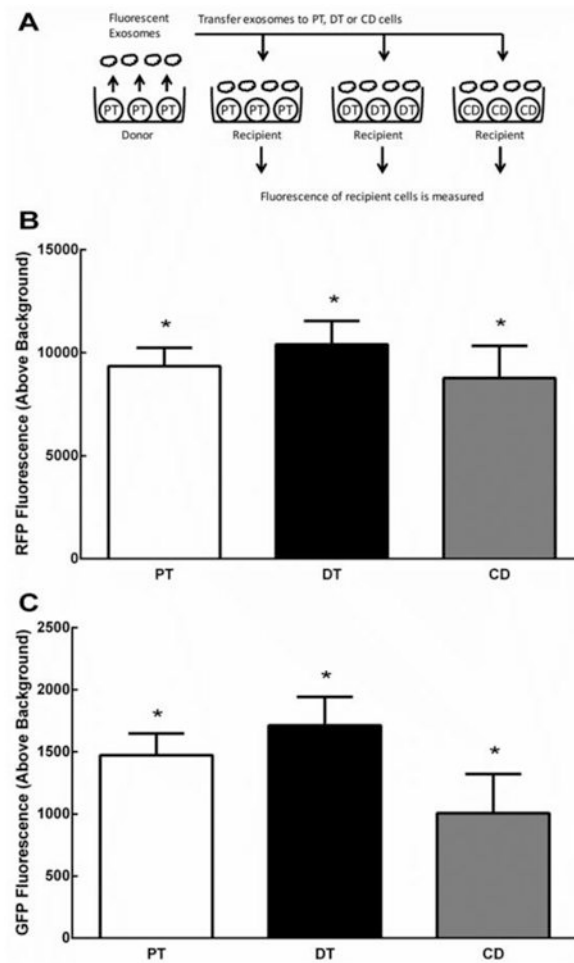 A
Fluorescent
Exosomes
Transfer exosomes to PT, DT or CD cells
PT PT PT
PT PT PT
DT DT DT
CD CD CD
Donor
Recipient
Recipient
Recipient
Fluorescence of recipient cells is measured
B
RFP Fluorescence (Above Background)
15000
10000
5000
0
*
*
*
PT
DT
CD
C
GFP Fluorescence (Above Background)
2500
2000
1500
1000
500
0
*
*
*
PT
DT
CD